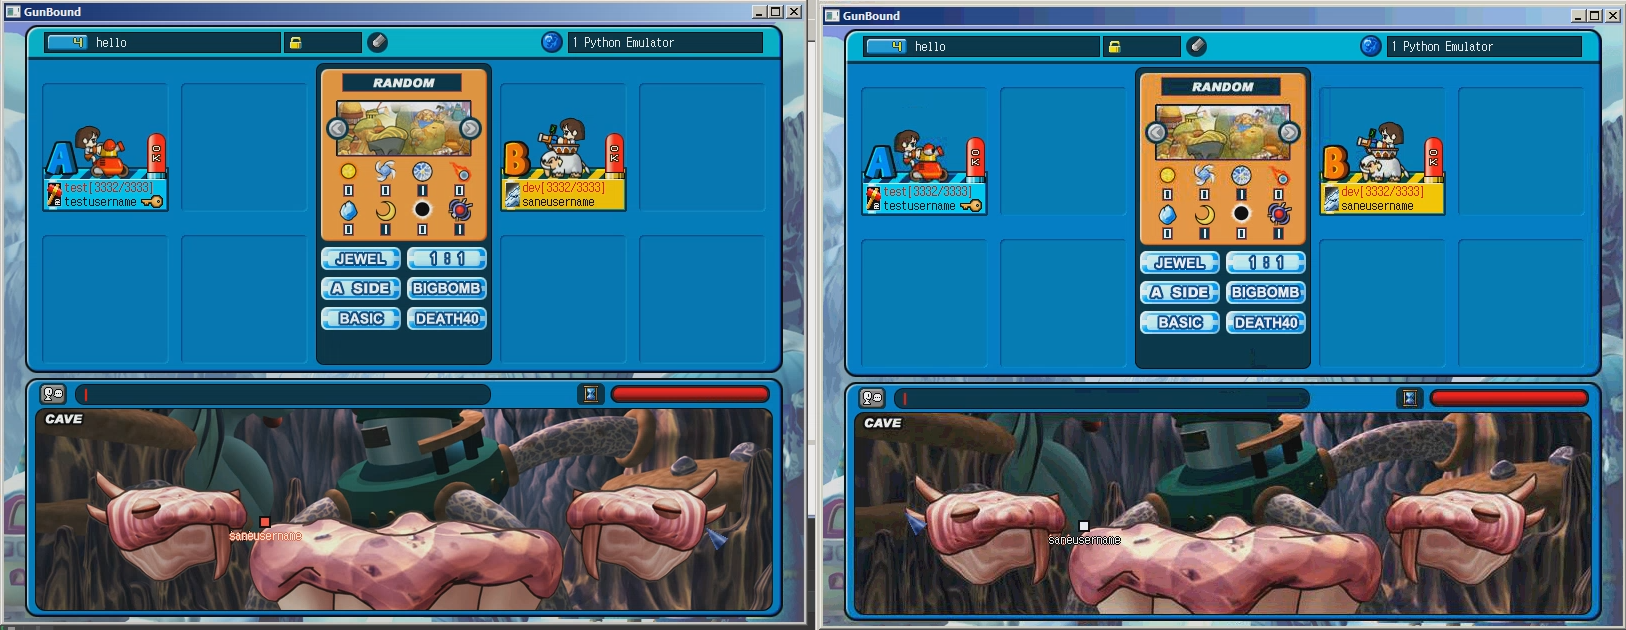 GunBound
4 hello
1 Python Emulator
RANDOM
A
OK
B
OK
test[3332/3333]
testusername
dev[3332/3333]
saneusername
0 0 1 0
0 1 0 1
JEWEL
1 8 1
A SIDE
BIGBOMB
BASIC
DEATH40
CAVE
saneusername
GunBound
4 hello
1 Python Emulator
RANDOM
A
OK
B
OK
test[3332/3333]
testusername
dev[3332/3333]
saneusername
0 0 1 0
0 1 0 1
JEWEL
1 8 1
A SIDE
BIGBOMB
BASIC
DEATH40
CAVE
saneusername